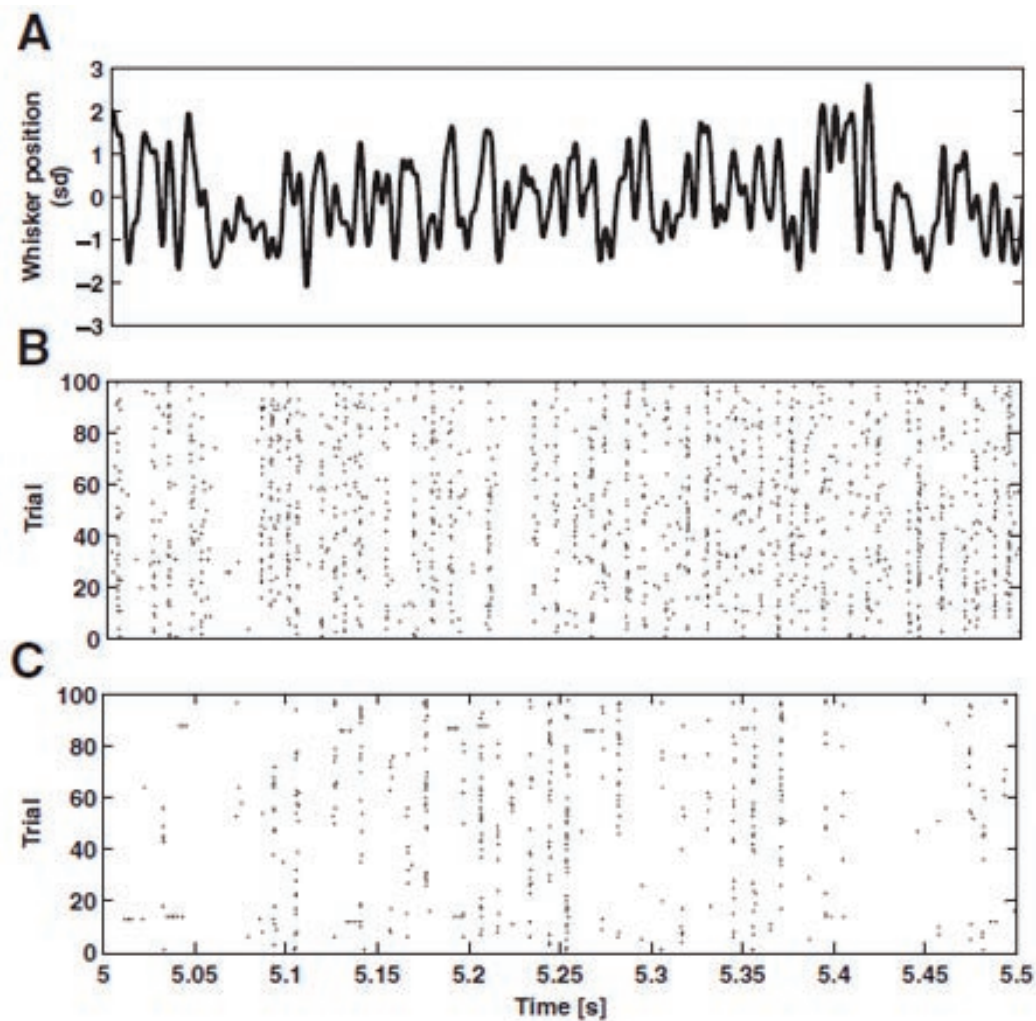 A
Whisker position
(sd)
3
2
1
0
–1
–2
–3
B
Trial
100
80
60
40
20
0
C
Trial
100
80
60
40
20
0
5 5.05 5.1 5.15 5.2 5.25 5.3 5.35 5.4 5.45 5.5
Time [s]